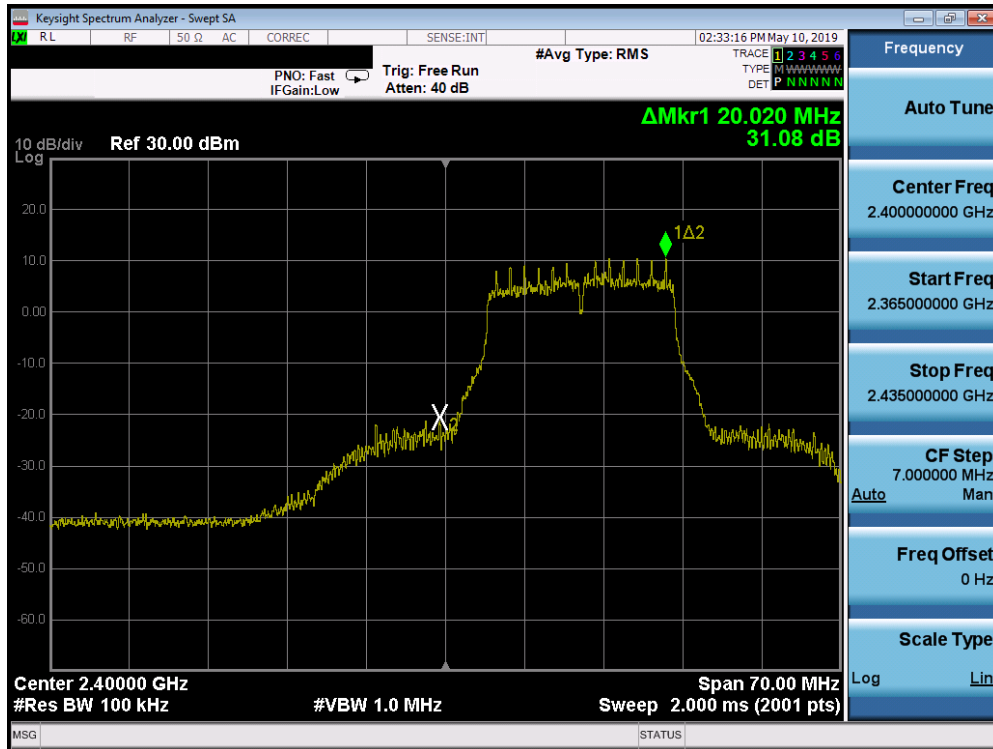 Keysight Spectrum Analyzer - Swept SA
LXI RL RF 50 Ω AC CORREC SENSE:INT 02:33:16 PM May 10, 2019
#Avg Type: RMS TRACE 1 2 3 4 5 6
PNO: Fast Trig: Free Run TYPE M W W W W W
IFGain:Low Atten: 40 dB DET P N N N N N
ΔMkr1 20.020 MHz
31.08 dB
10 dB/div Ref 30.00 dBm
Log
1Δ2
20.0
10.0
0.00
-10.0
-20.0
X2
-30.0
-40.0
-50.0
-60.0
Center 2.40000 GHz Span 70.00 MHz
#Res BW 100 kHz #VBW 1.0 MHz Sweep 2.000 ms (2001 pts)
MSG STATUS
Frequency
Auto Tune
Center Freq
2.400000000 GHz
Start Freq
2.365000000 GHz
Stop Freq
2.435000000 GHz
CF Step
7.000000 MHz
Auto Man
Freq Offset
0 Hz
Scale Type
Log Lin